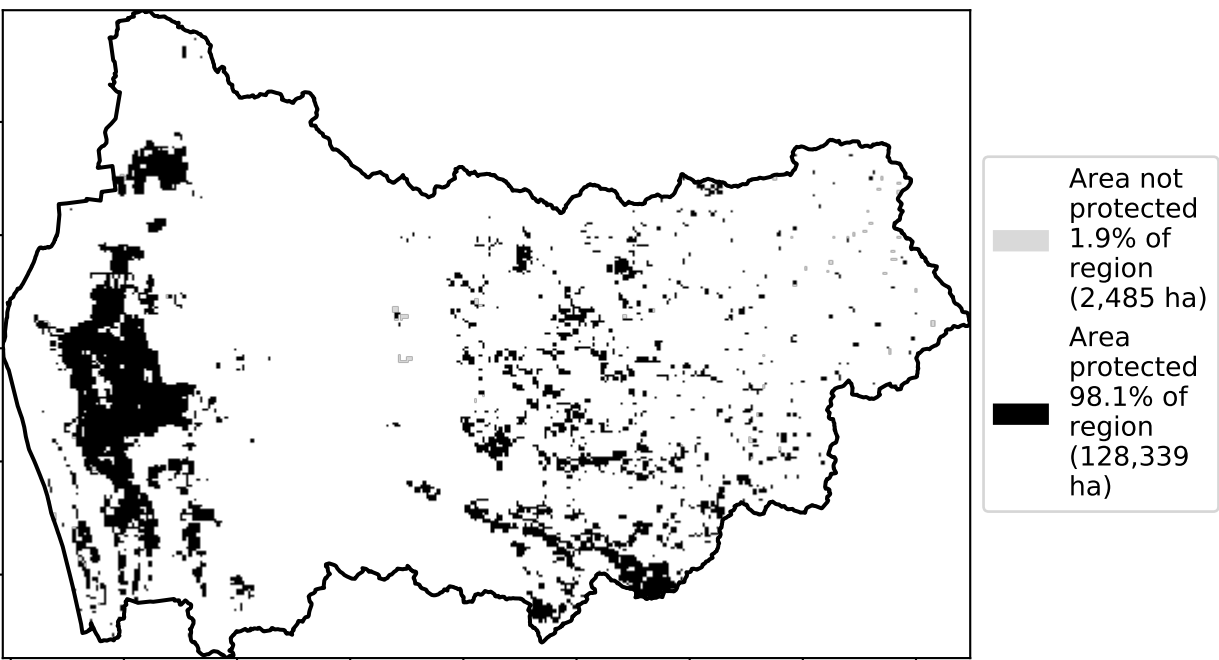 Area not
protected
1.9% of
region
(2,485 ha)
Area
protected
98.1% of
region
(128,339
ha)